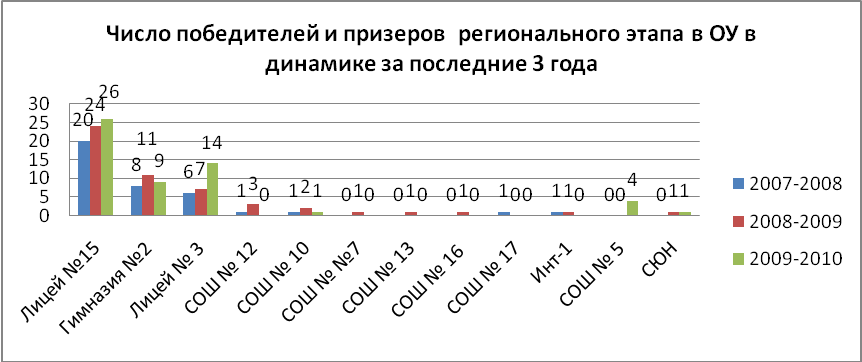 Число победителей и призеров регионального этапа в ОУ в
динамике за последние 3 года
30
25
20
15
10
5
0
20 24 26
8 11 9
6 7 14
1 3 0
1 2 1
0 1 0
0 1 0
0 1 0
1 0 0
1 1 0
0 0 4
0 1 1
Лицей №15
Гимназия №2
Лицей № 3
СОШ № 12
СОШ № 10
СОШ № №7
СОШ № 13
СОШ № 16
СОШ № 17
Инт-1
СОШ № 5
СЮН
2007-2008
2008-2009
2009-2010